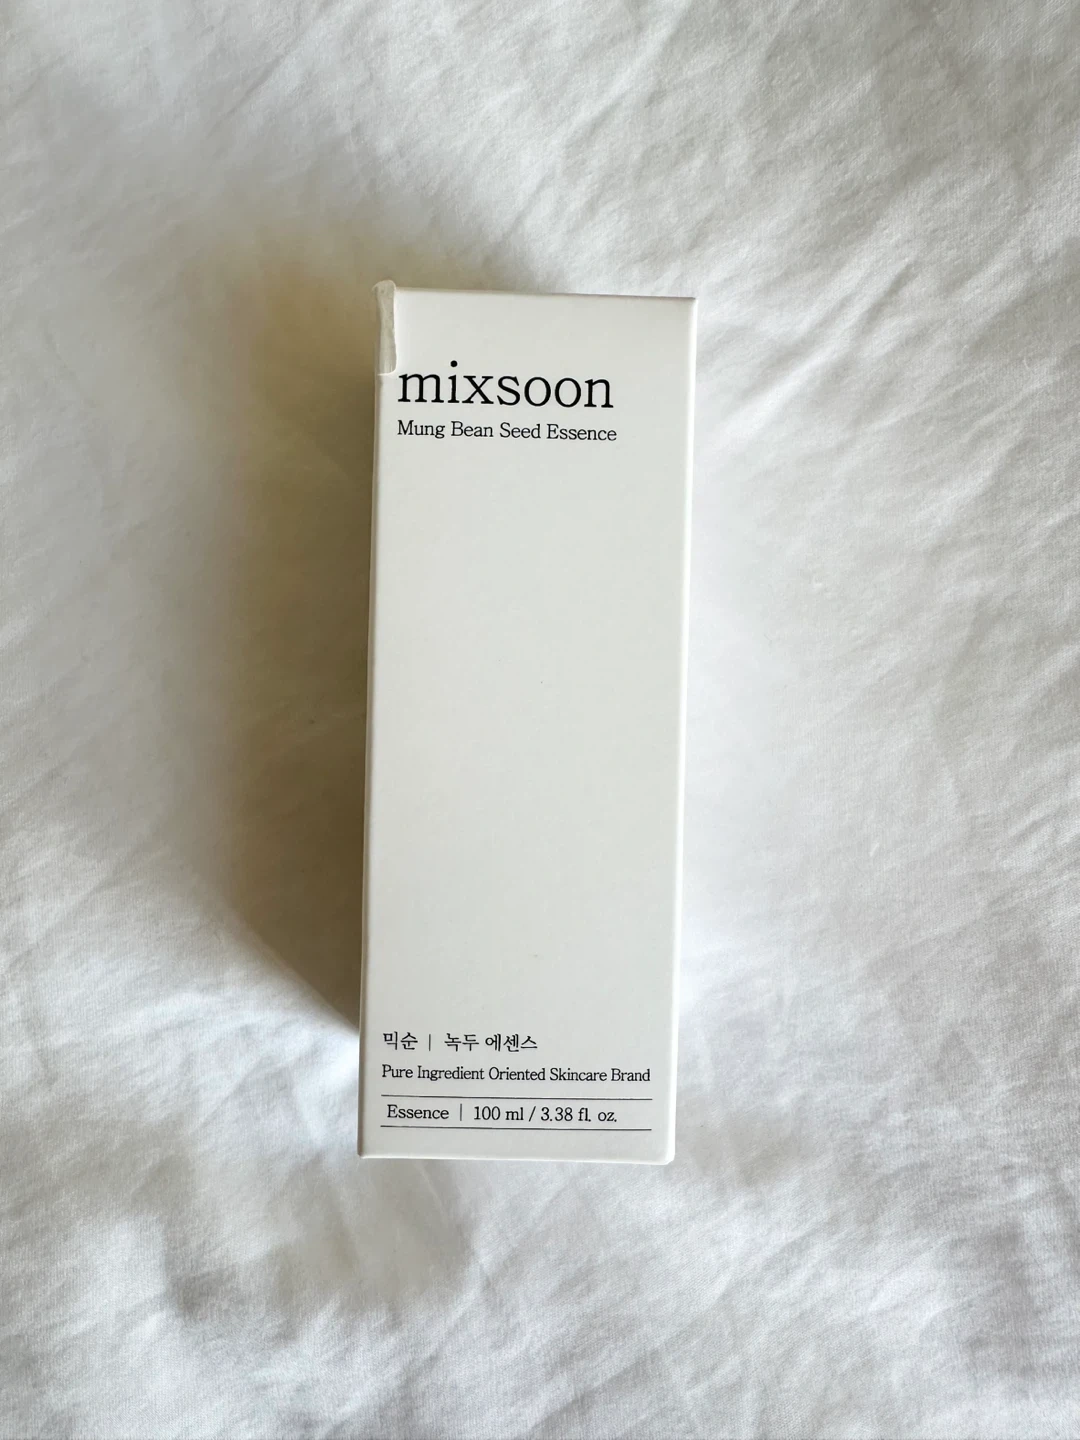 mixsoon
Mung Bean Seed Essence
믹순 | 녹두 에센스
Pure Ingredient Oriented Skincare Brand
Essence | 100 ml / 3.38 fl. oz.